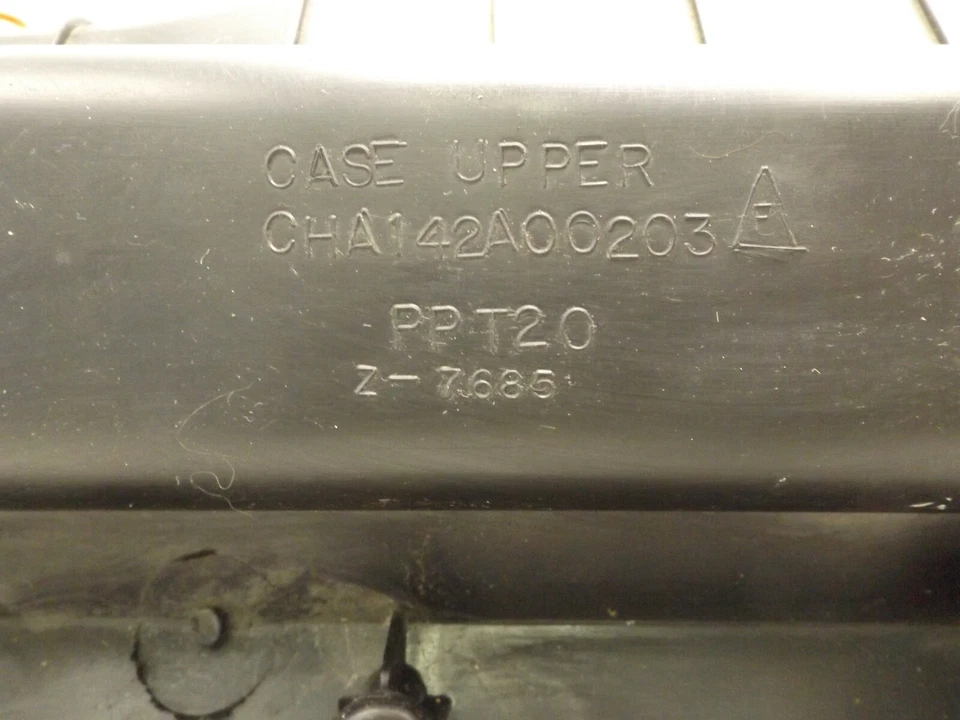 CASE UPPER
CHA142A00203 E
PPT20
Z-7685